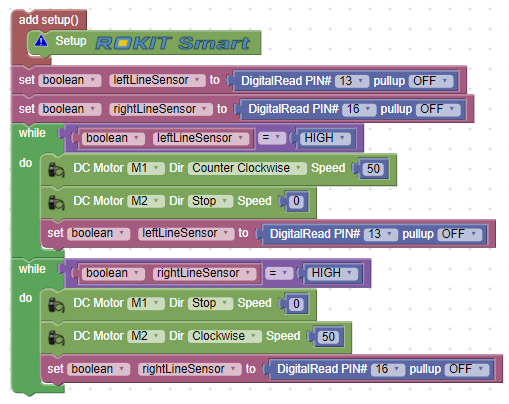 add setup()
Setup ROKIT Smart
set boolean leftLineSensor to DigitalRead PIN# 13 pullup OFF
set boolean rightLineSensor to DigitalRead PIN# 16 pullup OFF
while boolean leftLineSensor = HIGH
do DC Motor M1 Dir Counter Clockwise Speed 50
DC Motor M2 Dir Stop Speed 0
set boolean leftLineSensor to DigitalRead PIN# 13 pullup OFF
while boolean rightLineSensor = HIGH
do DC Motor M1 Dir Stop Speed 0
DC Motor M2 Dir Clockwise Speed 50
set boolean rightLineSensor to DigitalRead PIN# 16 pullup OFF